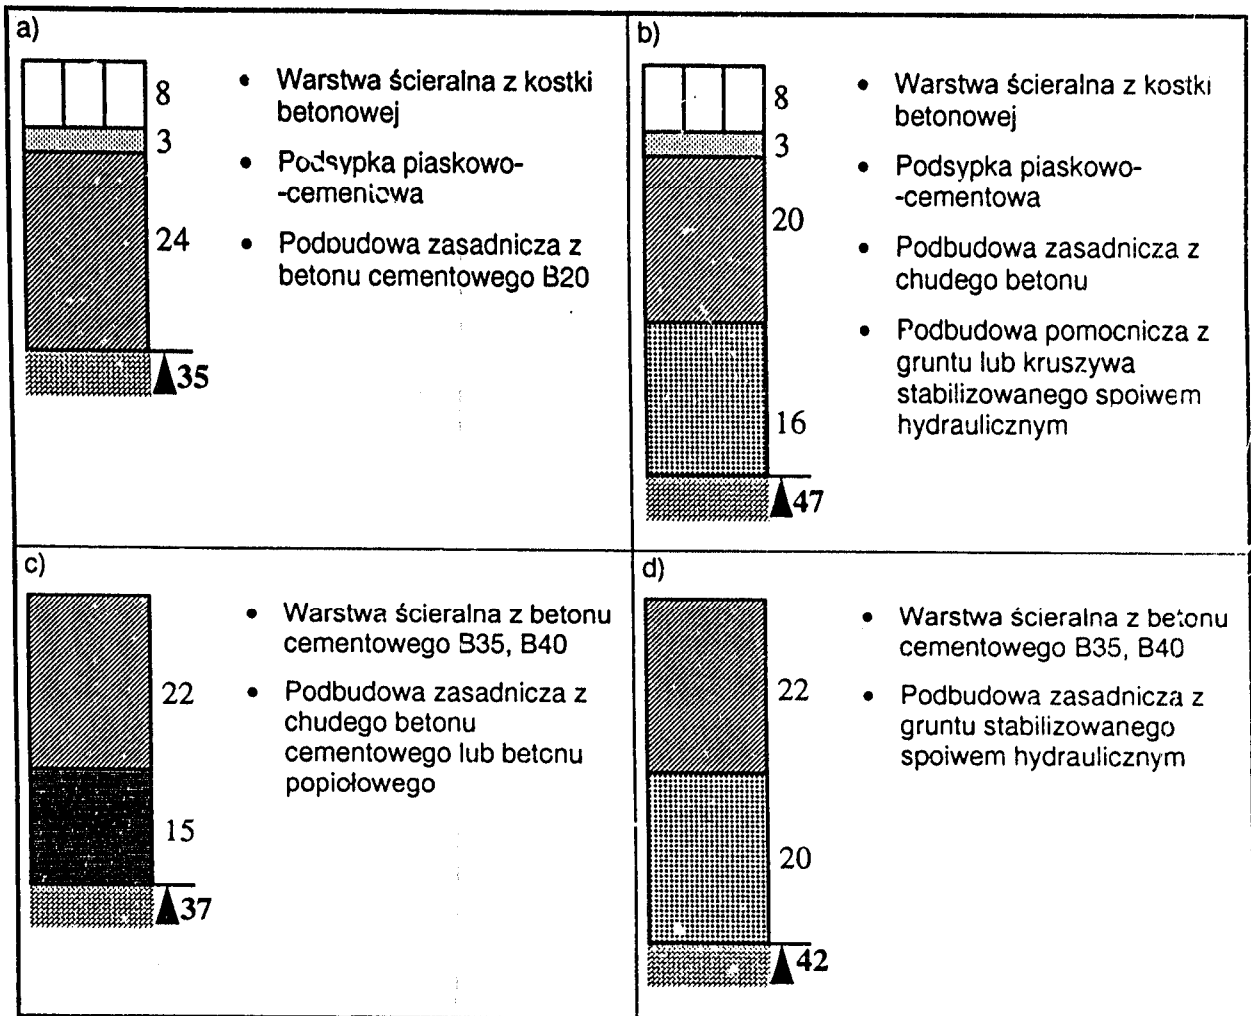 a)
8
3
24
35
• Warstwa ścieralna z kostki
betonowej
• Podsypka piaskowo-
-cementowa
• Podbudowa zasadnicza z
betonu cementowego B20
b)
8
3
20
16
47
• Warstwa ścieralna z kostki
betonowej
• Podsypka piaskowo-
-cementowa
• Podbudowa zasadnicza z
chudego betonu
• Podbudowa pomocnicza z
gruntu lub kruszywa
stabilizowanego spoiwem
hydraulicznym
c)
22
15
37
• Warstwa ścieralna z betonu
cementowego B35, B40
• Podbudowa zasadnicza z
chudego betonu
cementowego lub betonu
popiołowego
d)
22
20
42
• Warstwa ścieralna z betonu
cementowego B35, B40
• Podbudowa zasadnicza z
gruntu stabilizowanego
spoiwem hydraulicznym